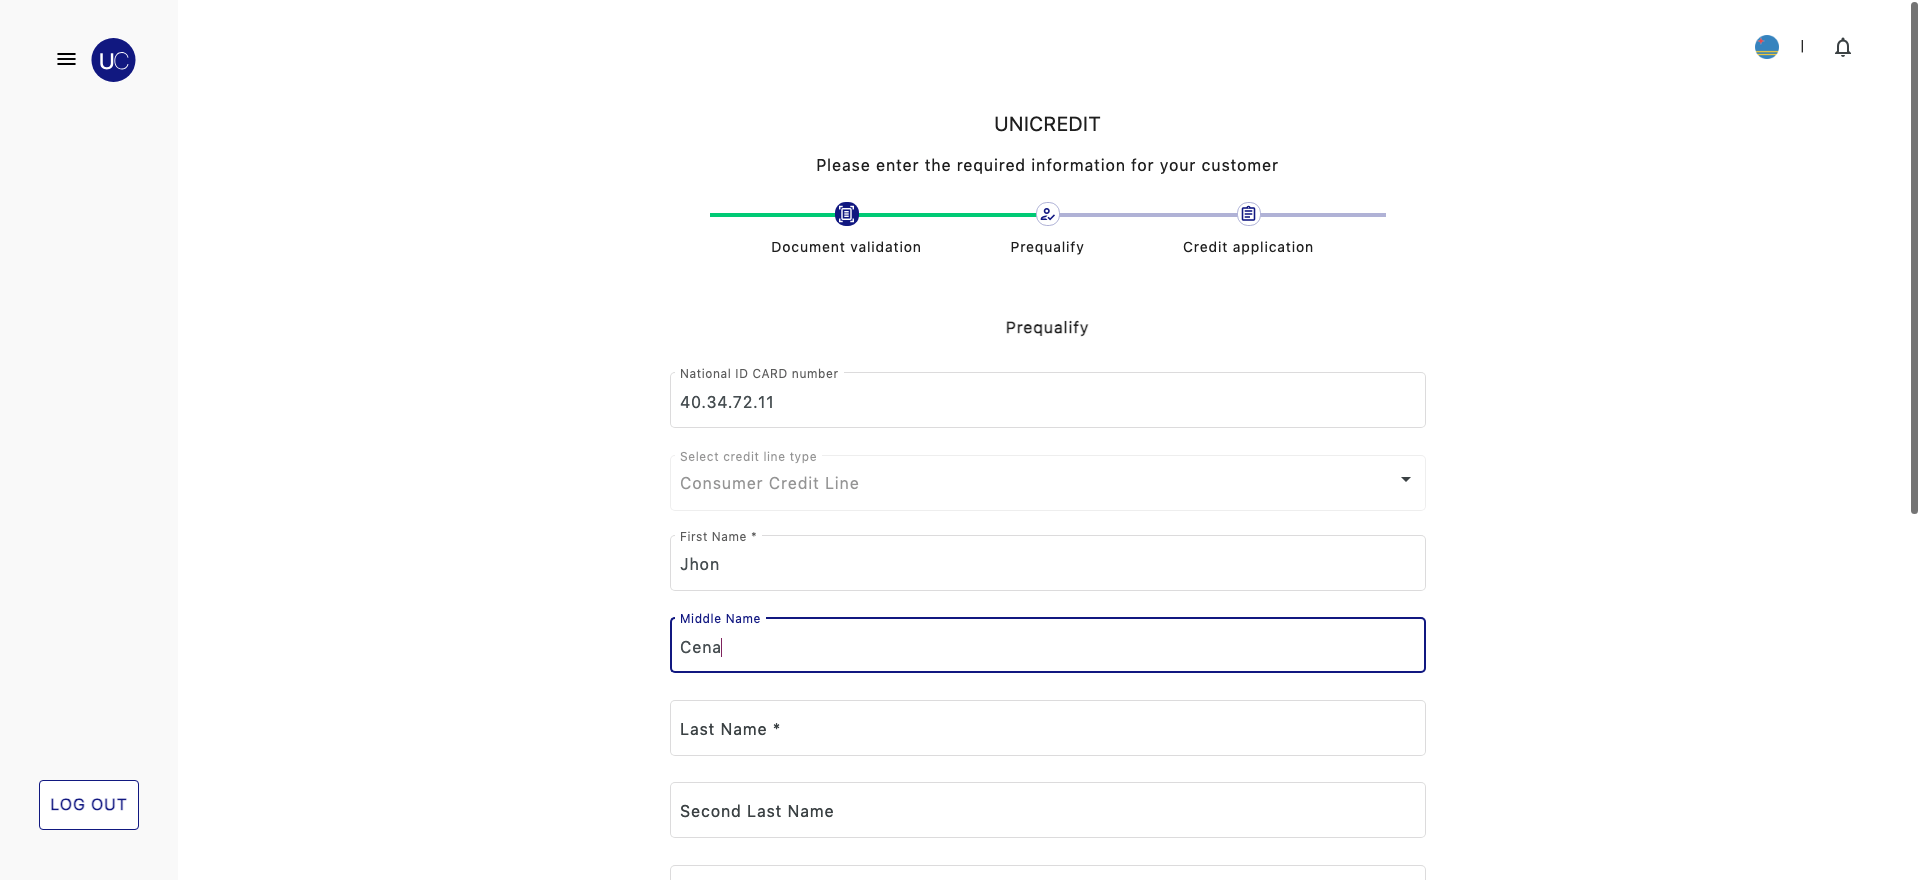 UC
UNICREDIT
Please enter the required information for your customer
Document validation
Prequalify
Credit application
Prequalify
National ID CARD number
40.34.72.11
Select credit line type
Consumer Credit Line
First Name *
Jhon
Middle Name
Cena
Last Name *
Second Last Name
LOG OUT